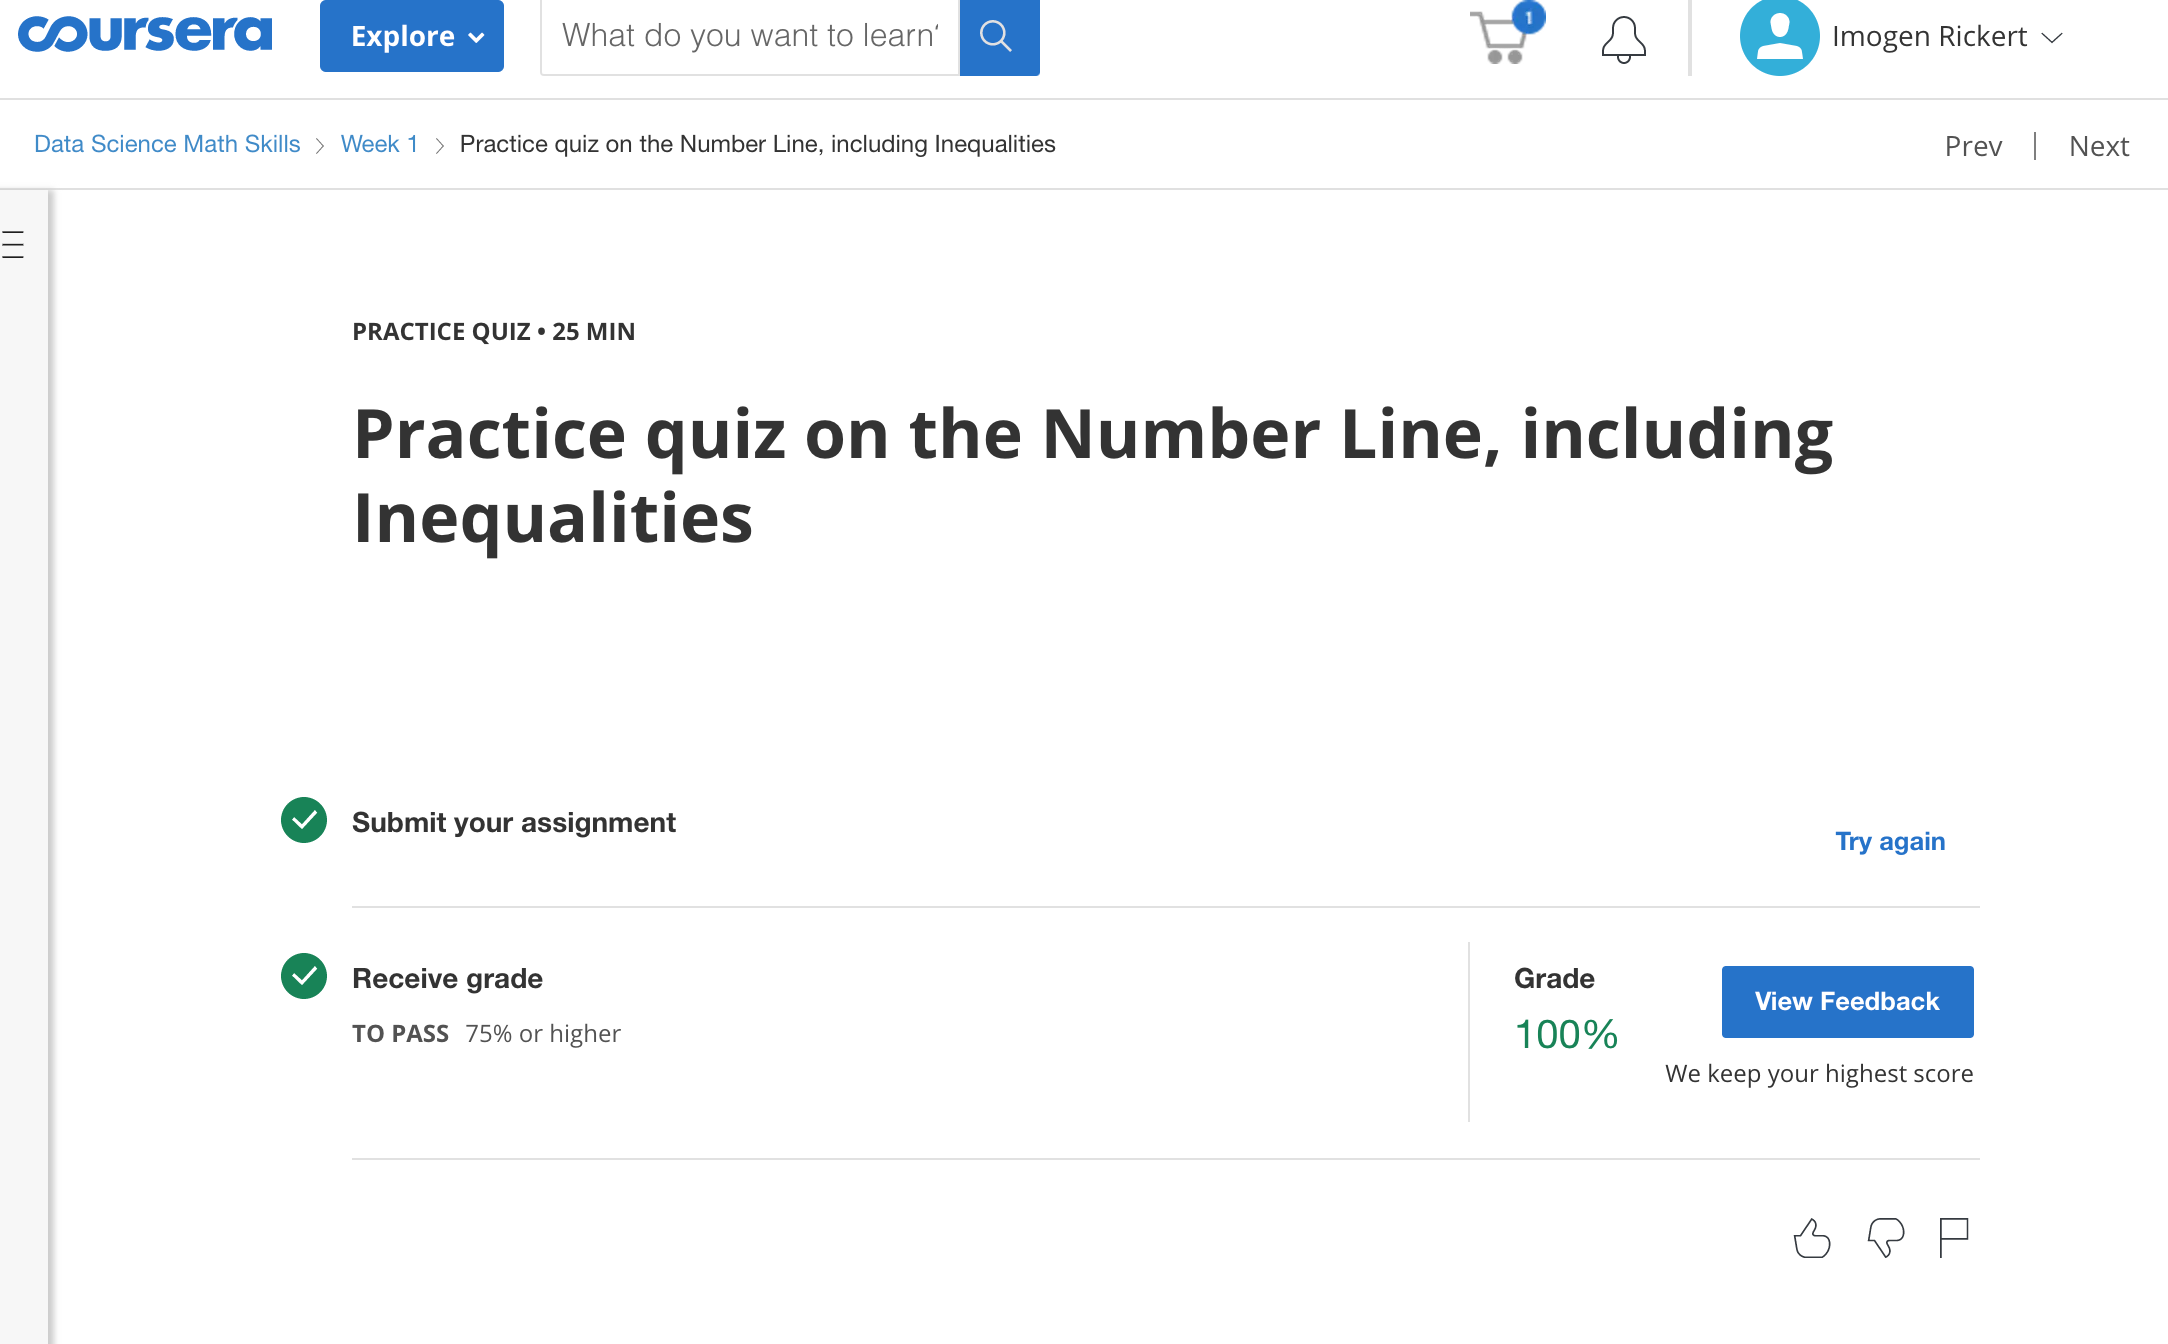 coursera
Explore
What do you want to learn
1
Imogen Rickert
Data Science Math Skills > Week 1 > Practice quiz on the Number Line, including Inequalities
Prev | Next
PRACTICE QUIZ • 25 MIN
Practice quiz on the Number Line, including
Inequalities
Submit your assignment
Try again
Receive grade
TO PASS 75% or higher
Grade
100%
View Feedback
We keep your highest score